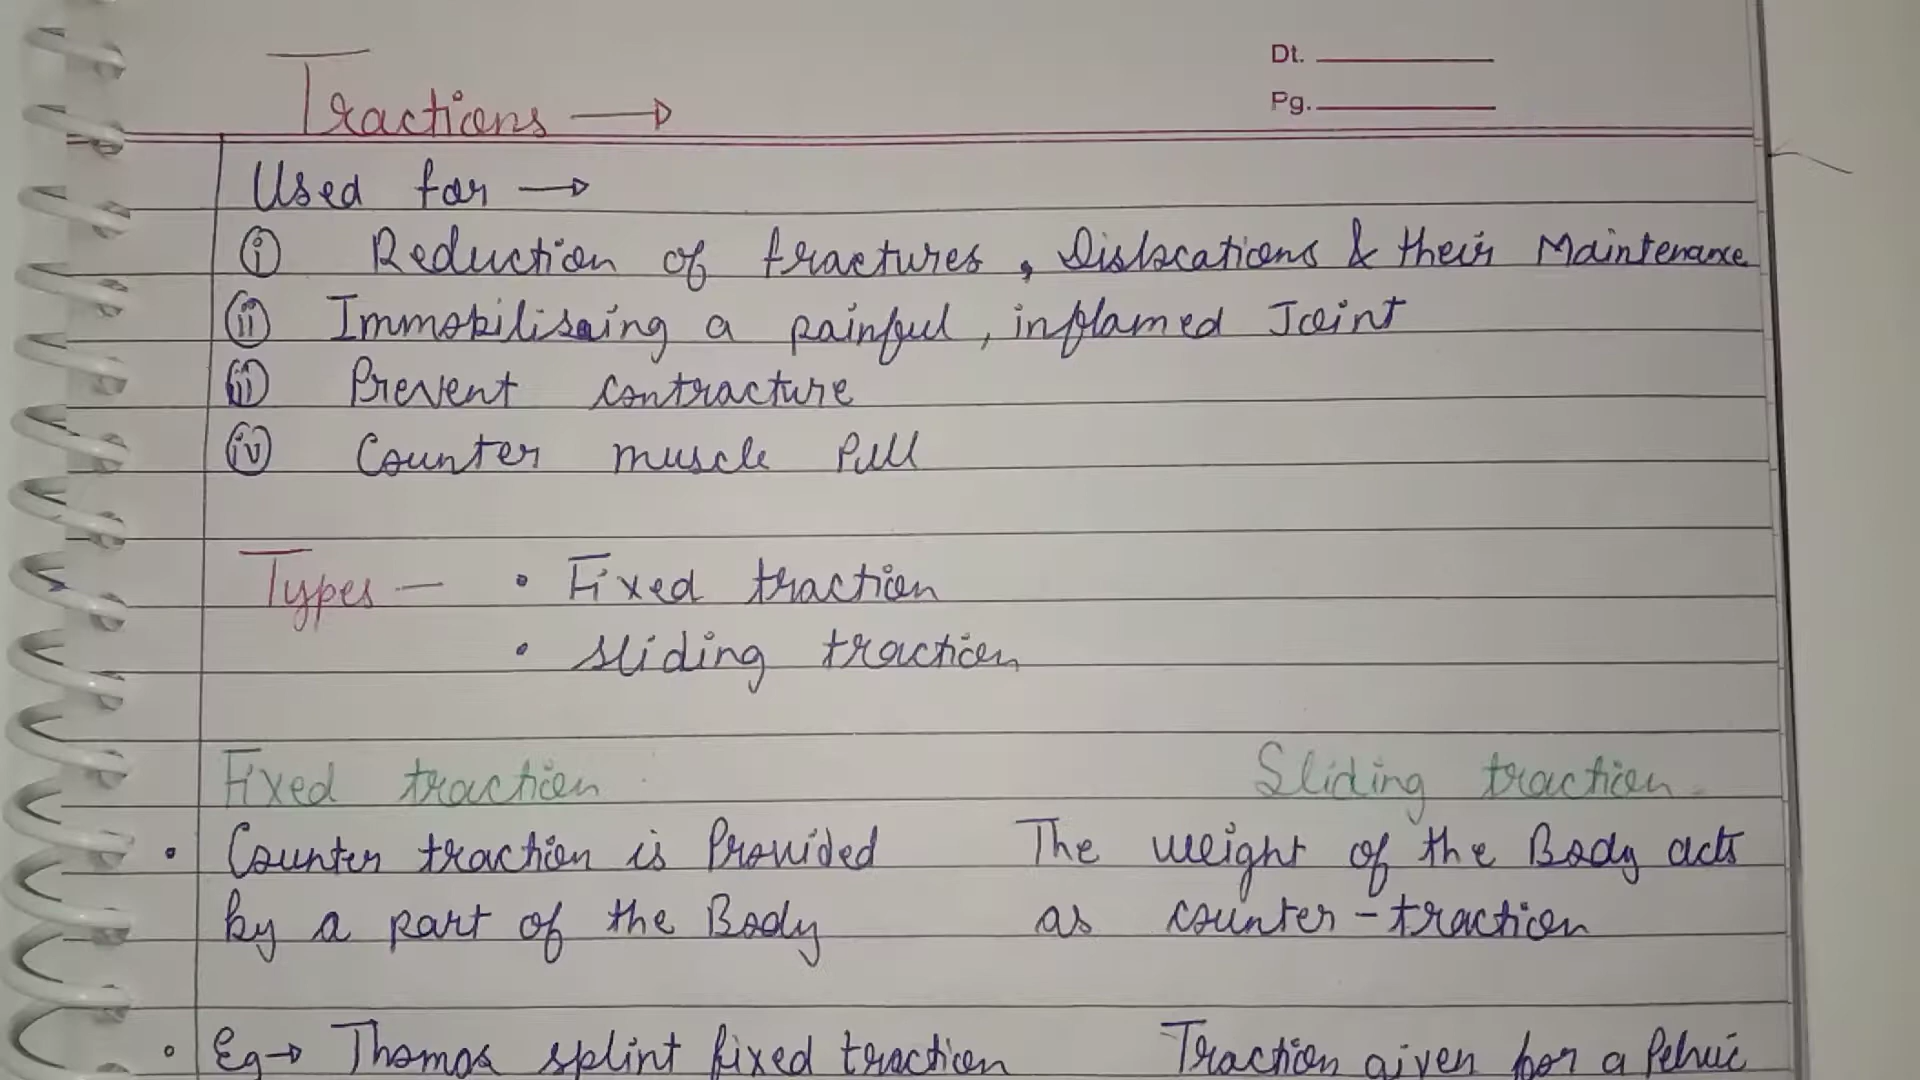 Dt.
Pg.
Tractions →
Used for →
(i) Reduction of fractures, Dislocations & their Maintenance
(ii) Immobilising a painful, inflamed Joint
(iii) Prevent contracture
(iv) Counter muscle Pull
Types — • Fixed traction
• sliding traction
Fixed traction Sliding traction
• Counter traction is Provided The weight of the Body acts
by a part of the Body as counter-traction
• Eg → Thomas splint fixed traction Traction given for a Pelvic